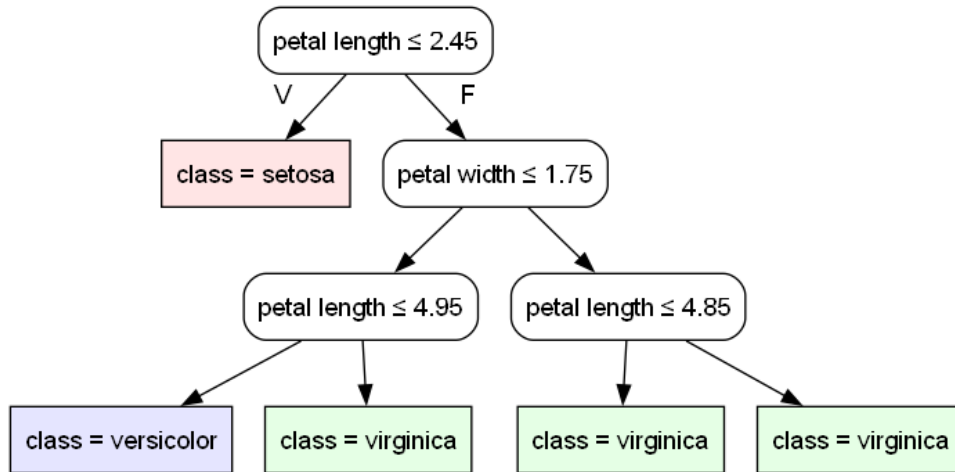 petal length ≤ 2.45
V
F
class = setosa
petal width ≤ 1.75
petal length ≤ 4.95
petal length ≤ 4.85
class = versicolor
class = virginica
class = virginica
class = virginica